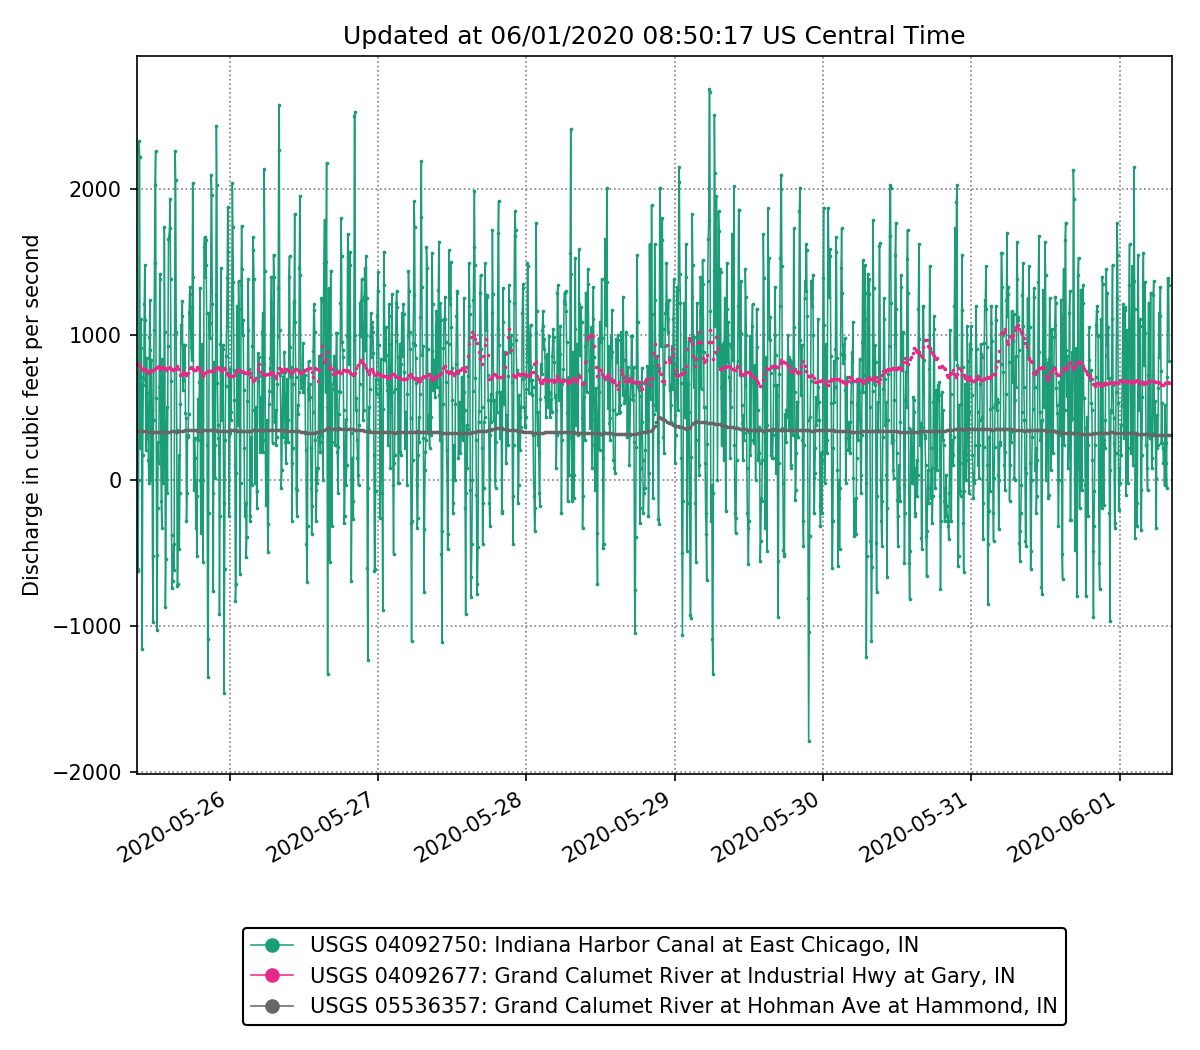 Updated at 06/01/2020 08:50:17 US Central Time
Discharge in cubic feet per second
2000
1000
0
−1000
−2000
2020-05-26
2020-05-27
2020-05-28
2020-05-29
2020-05-30
2020-05-31
2020-06-01
USGS 04092750: Indiana Harbor Canal at East Chicago, IN
USGS 04092677: Grand Calumet River at Industrial Hwy at Gary, IN
USGS 05536357: Grand Calumet River at Hohman Ave at Hammond, IN